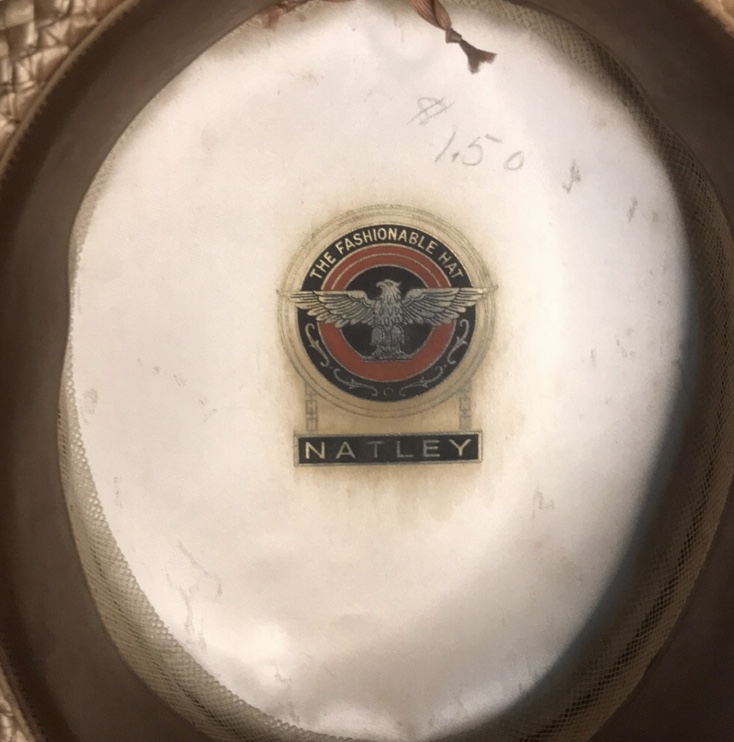 $
1.50
THE FASHIONABLE HAT
NATLEY